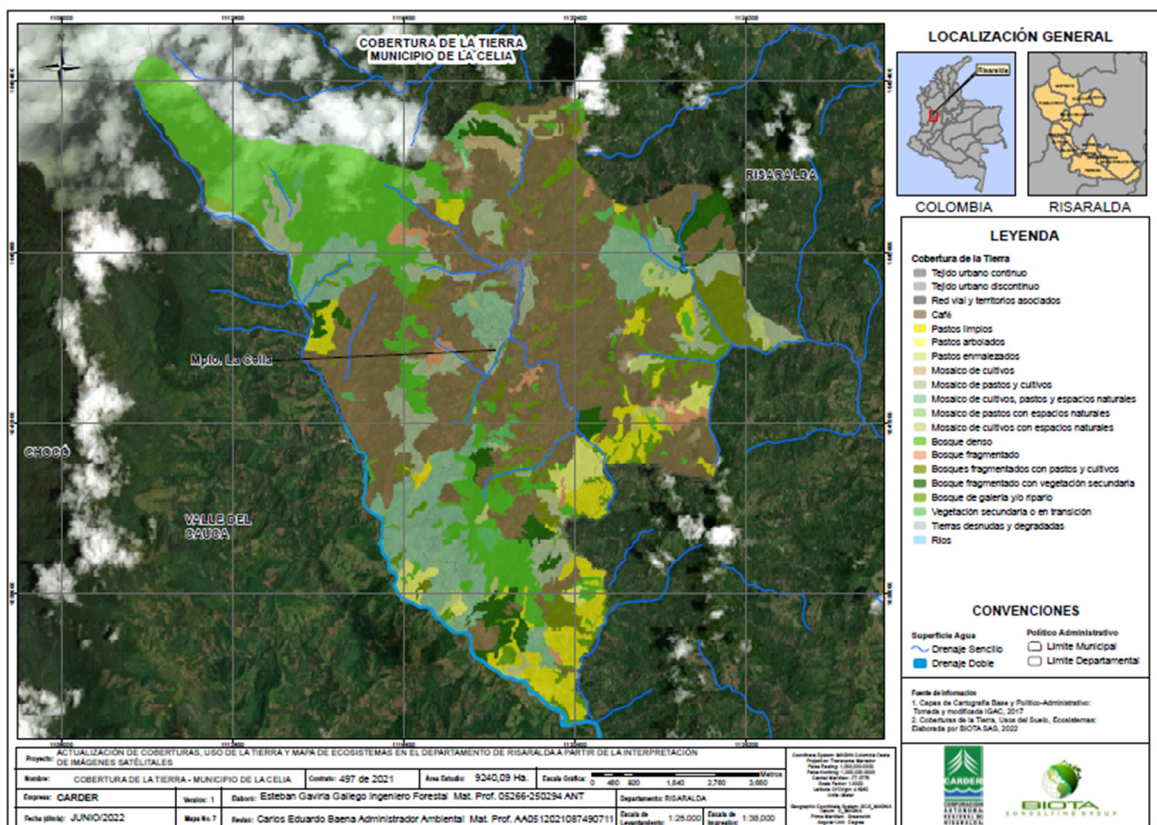 COBERTURA DE LA TIERRA
MUNICIPIO DE LA CELIA
RISARALDA
Mpio. La Celia
CHOCÓ
VALLE DEL
CAUCA
LOCALIZACIÓN GENERAL
Risaralda
COLOMBIA
RISARALDA
LEYENDA
Cobertura de la Tierra
Tejido urbano continuo
Tejido urbano discontinuo
Red vial y territorios asociados
Café
Pastos limpios
Pastos arbolados
Pastos enmalezados
Mosaico de cultivos
Mosaico de pastos y cultivos
Mosaico de cultivos, pastos y espacios naturales
Mosaico de pastos con espacios naturales
Mosaico de cultivos con espacios naturales
Bosque denso
Bosque fragmentado
Bosques fragmentados con pastos y cultivos
Bosque fragmentado con vegetación secundaria
Bosque de galería y/o ripario
Vegetación secundaria o en transición
Tierras desnudas y degradadas
Ríos
CONVENCIONES
Superficie Agua
Drenaje Sencillo
Drenaje Doble
Político Administrativo
Límite Municipal
Límite Departamental
Fuente de Información
1. Capas de Cartografía Base y Político-Administrativo:
Tomada y modificada IGAC, 2017
2. Coberturas de la Tierra, Usos del Suelo, Ecosistemas:
Elaborada por BIOTA SAS, 2022
CARDER
CORPORACIÓN
AUTÓNOMA
REGIONAL DE
RISARALDA
BIOTA
CONSULTING GROUP
Proyecto: ACTUALIZACIÓN DE COBERTURAS, USO DE LA TIERRA Y MAPA DE ECOSISTEMAS EN EL DEPARTAMENTO DE RISARALDA A PARTIR DE LA INTERPRETACIÓN
DE IMÁGENES SATÉLITALES
Nombre: COBERTURA DE LA TIERRA - MUNICIPIO DE LA CELIA
Contrato: 497 de 2021
Area Estudio: 9240,09 Ha.
Escala Gráfica:
Metros
0 460 920 1,840 2,760 3,680
Empresa: CARDER
Versión: 1
Elaboró: Esteban Gaviria Gallego Ingeniero Forestal Mat. Prof. 05266-250294 ANT
Departamento: RISARALDA
Fecha (d/m/a): JUNIO/2022
Mapa No. 7
Revisó: Carlos Eduardo Baena Administrador Ambiental Mat. Prof. AA05120210874907​11
Escala de
Levantamiento: 1:25.000
Escala de
Impresión: 1:38,000